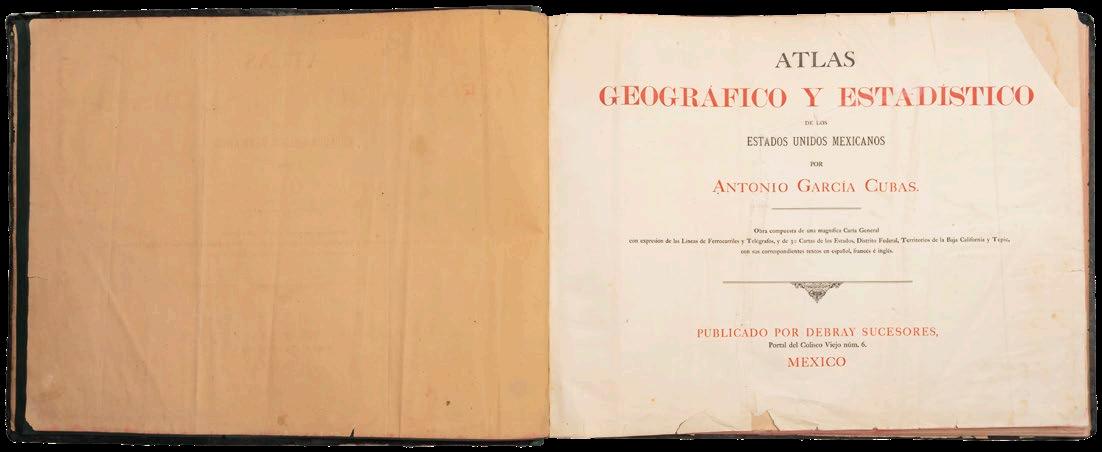 ATLAS
GEOGRÁFICO Y ESTADÍSTICO
DE LOS
ESTADOS UNIDOS MEXICANOS
POR
ANTONIO GARCÍA CUBAS.
Obra compuesta de una magnífica Carta General
con expresion de las Líneas de Ferrocarriles y Telégrafos, y de 30 Cartas de los Estados, Distrito Federal, Territorios de la Baja California y Tepic,
con sus correspondientes textos en español, francés é inglés.
PUBLICADO POR DEBRAY SUCESORES,
Portal del Coliseo Viejo núm. 6.
MEXICO